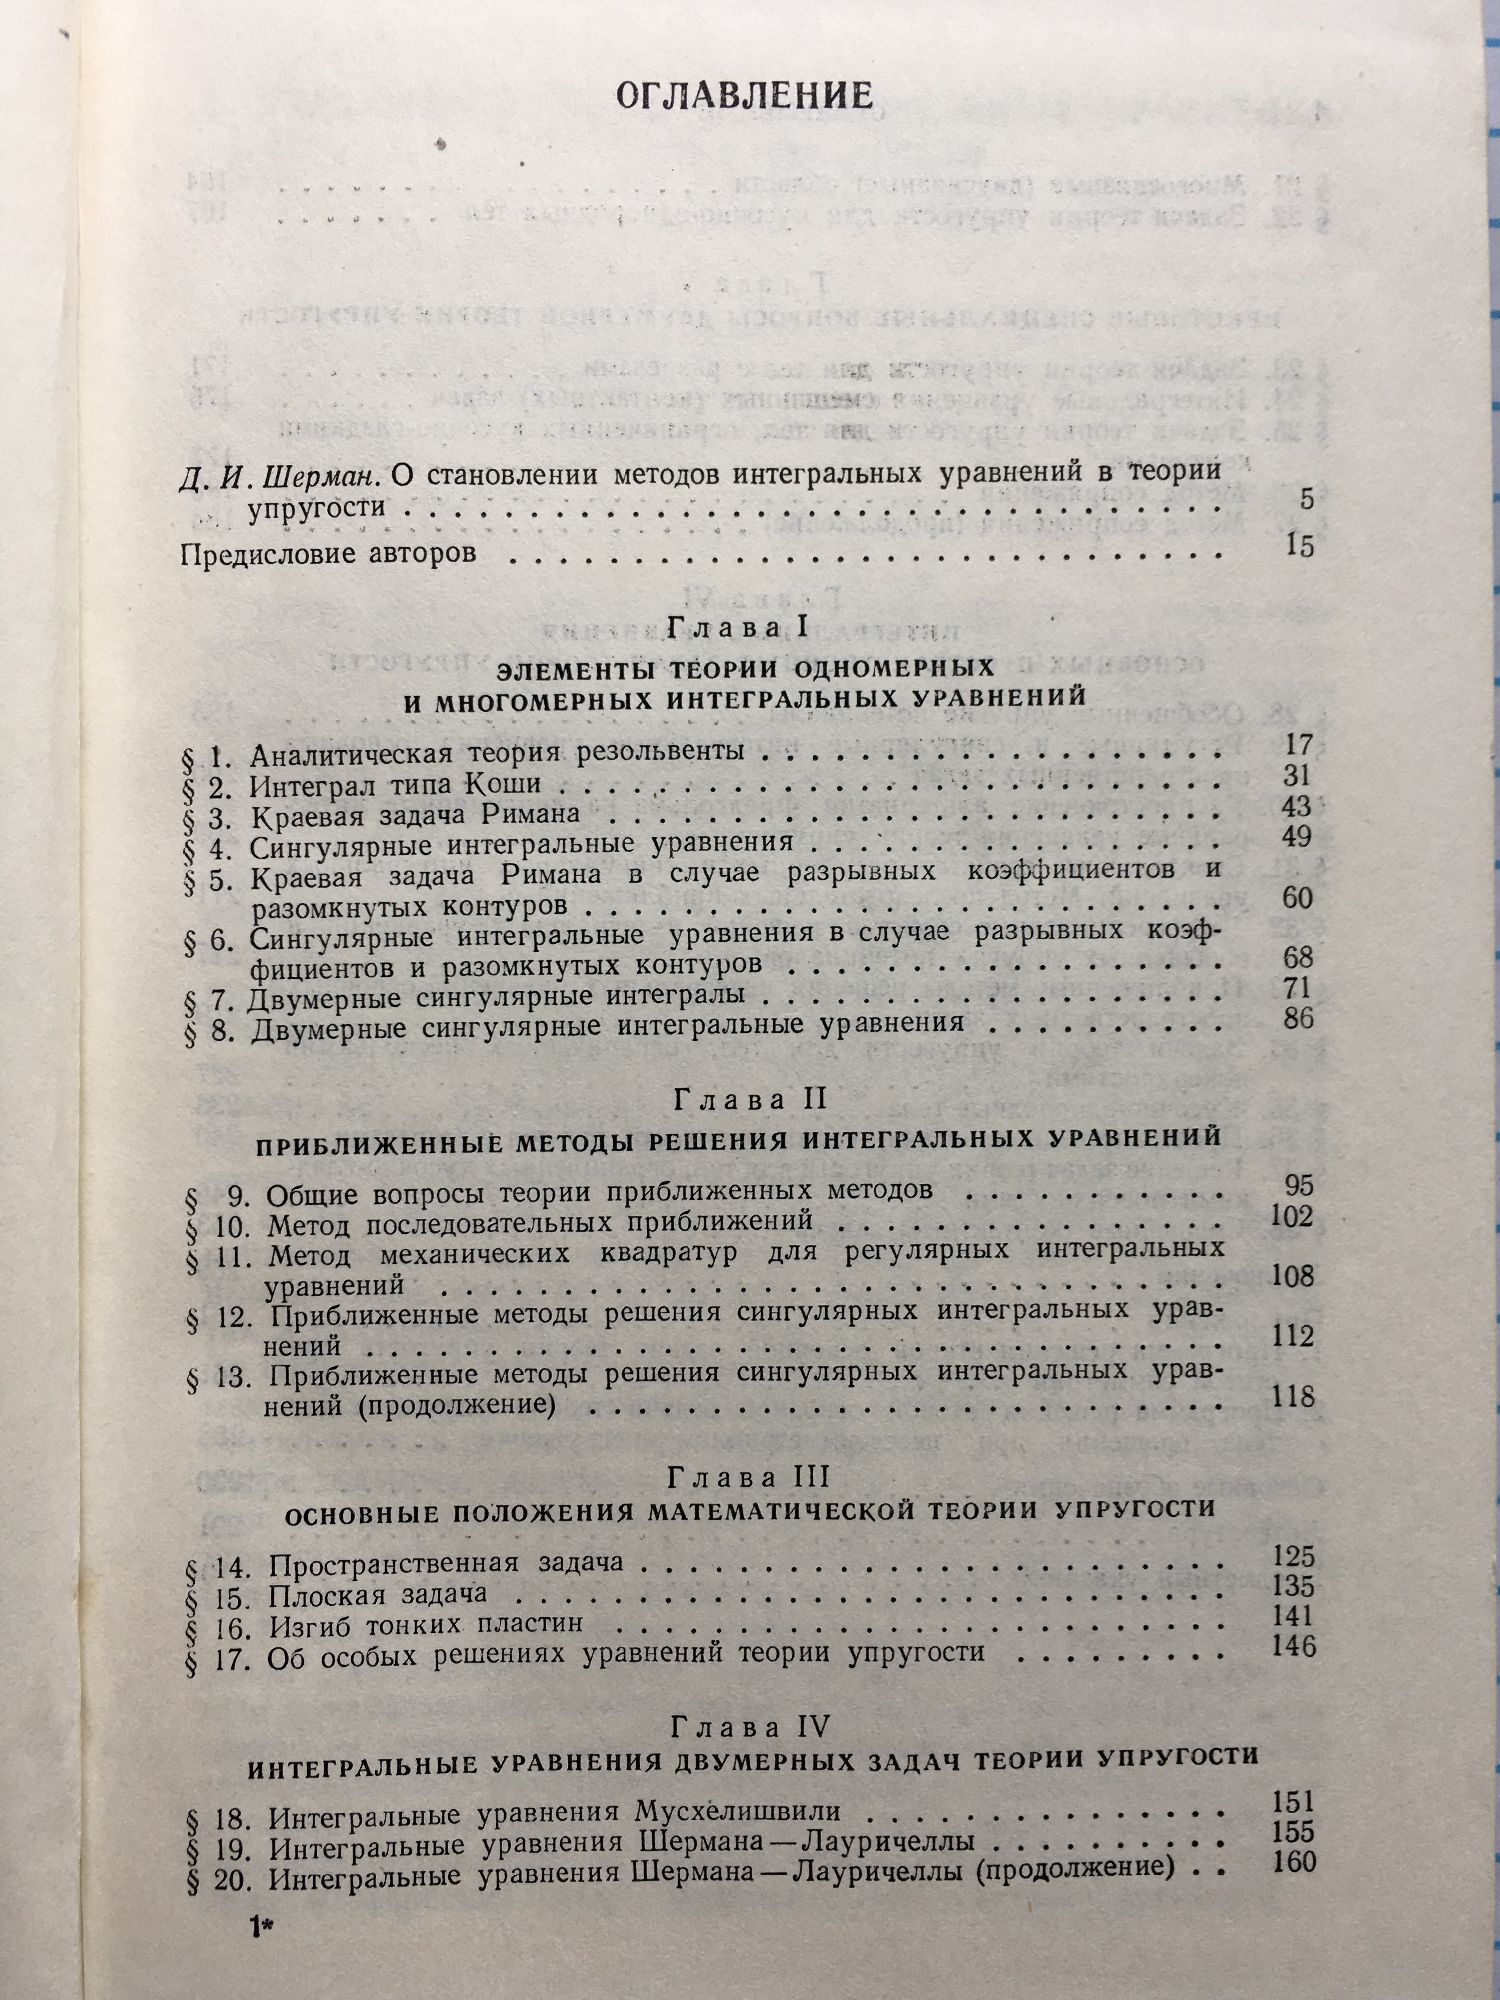 ОГЛАВЛЕНИЕ
Д. И. Шерман. О становлении методов интегральных уравнений в теории
упругости . . . . . . . . . . . . . . . . . . . . . . . . . . . . . . . . . 5
Предисловие авторов . . . . . . . . . . . . . . . . . . . . . . . . . . . . . 15
Глава I
ЭЛЕМЕНТЫ ТЕОРИИ ОДНОМЕРНЫХ
И МНОГОМЕРНЫХ ИНТЕГРАЛЬНЫХ УРАВНЕНИЙ
§ 1. Аналитическая теория резольвенты . . . . . . . . . . . . . . . . . . . 17
§ 2. Интеграл типа Коши . . . . . . . . . . . . . . . . . . . . . . . . . . . 31
§ 3. Краевая задача Римана . . . . . . . . . . . . . . . . . . . . . . . . . 43
§ 4. Сингулярные интегральные уравнения . . . . . . . . . . . . . . . . . 49
§ 5. Краевая задача Римана в случае разрывных коэффициентов и
разомкнутых контуров . . . . . . . . . . . . . . . . . . . . . . . . . . 60
§ 6. Сингулярные интегральные уравнения в случае разрывных коэф-
фициентов и разомкнутых контуров . . . . . . . . . . . . . . . . . . 68
§ 7. Двумерные сингулярные интегралы . . . . . . . . . . . . . . . . . . . 71
§ 8. Двумерные сингулярные интегральные уравнения . . . . . . . . . . 86
Глава II
ПРИБЛИЖЕННЫЕ МЕТОДЫ РЕШЕНИЯ ИНТЕГРАЛЬНЫХ УРАВНЕНИЙ
§ 9. Общие вопросы теории приближенных методов . . . . . . . . . . . 95
§ 10. Метод последовательных приближений . . . . . . . . . . . . . . . . 102
§ 11. Метод механических квадратур для регулярных интегральных
уравнений . . . . . . . . . . . . . . . . . . . . . . . . . . . . . . . . 108
§ 12. Приближенные методы решения сингулярных интегральных урав-
нений . . . . . . . . . . . . . . . . . . . . . . . . . . . . . . . . . . . 112
§ 13. Приближенные методы решения сингулярных интегральных урав-
нений (продолжение) . . . . . . . . . . . . . . . . . . . . . . . . . . 118
Глава III
ОСНОВНЫЕ ПОЛОЖЕНИЯ МАТЕМАТИЧЕСКОЙ ТЕОРИИ УПРУГОСТИ
§ 14. Пространственная задача . . . . . . . . . . . . . . . . . . . . . . . . 125
§ 15. Плоская задача . . . . . . . . . . . . . . . . . . . . . . . . . . . . . 135
§ 16. Изгиб тонких пластин . . . . . . . . . . . . . . . . . . . . . . . . . 141
§ 17. Об особых решениях уравнений теории упругости . . . . . . . . . 146
Глава IV
ИНТЕГРАЛЬНЫЕ УРАВНЕНИЯ ДВУМЕРНЫХ ЗАДАЧ ТЕОРИИ УПРУГОСТИ
§ 18. Интегральные уравнения Мусхелишвили . . . . . . . . . . . . . . . 151
§ 19. Интегральные уравнения Шермана — Лауричеллы . . . . . . . . . . 155
§ 20. Интегральные уравнения Шермана — Лауричеллы (продолжение) . . 160
1*